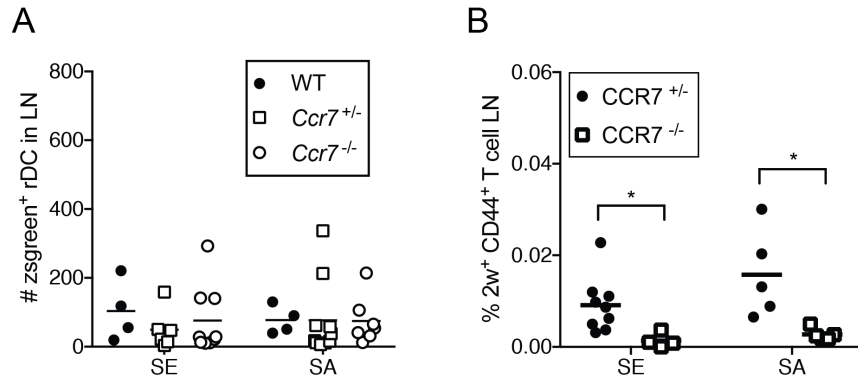 A
# zsgreen+ rDC in LN
800
600
400
200
0
WT
Ccr7+/-
Ccr7-/-
SE
SA
B
% 2w+ CD44+ T cell LN
0.06
0.04
0.02
0.00
CCR7 +/-
CCR7 -/-
*
*
SE
SA